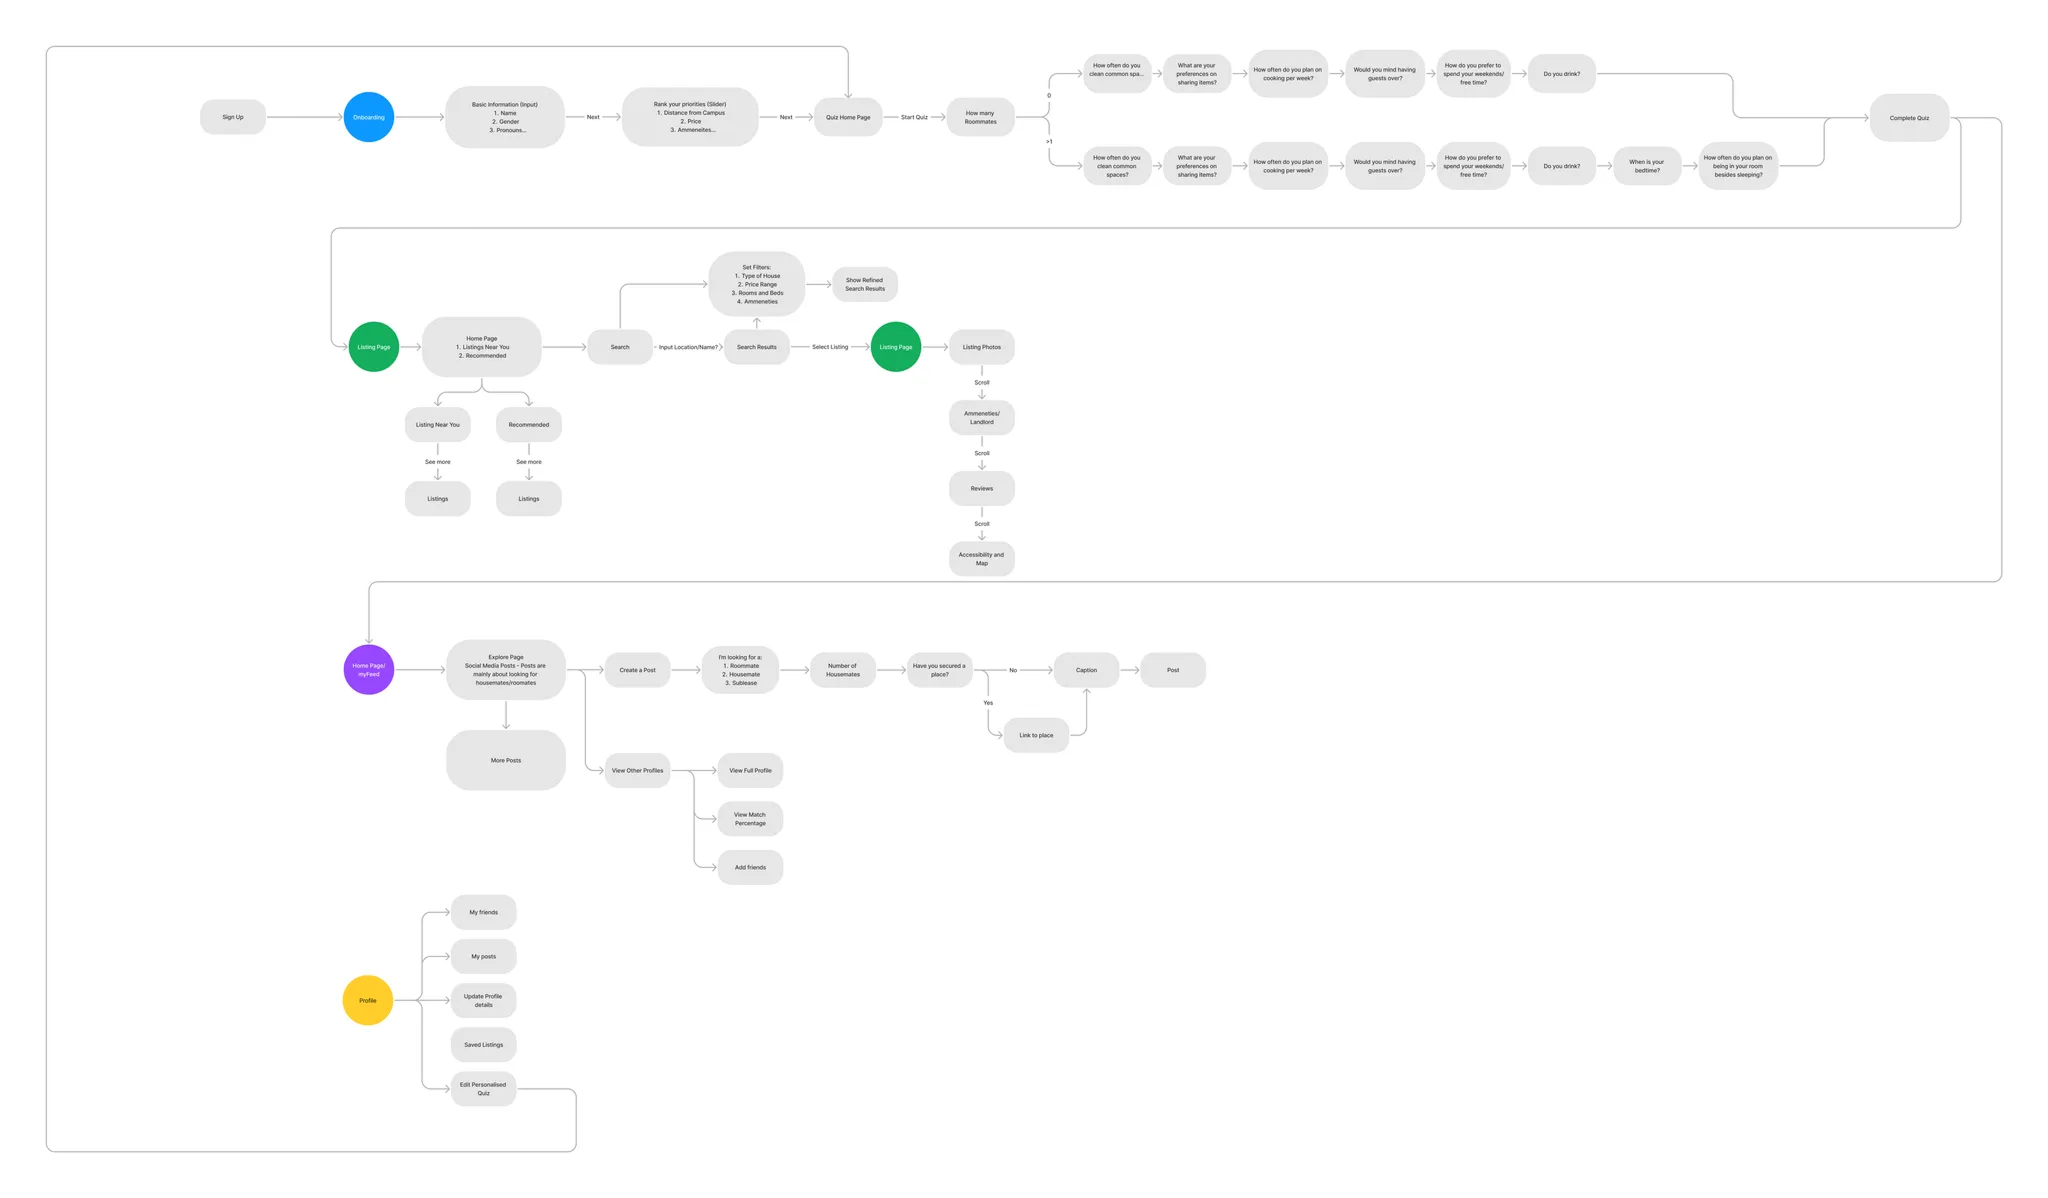 Sign Up
Onboarding
Basic Information (Input)
1. Name
2. Gender
3. Pronouns...
Next
Rank your priorities (Slider)
1. Distance from Campus
2. Price
3. Ammeneites...
Next
Quiz Home Page
Start Quiz
How many
Roommates
0
How often do you
clean common spa...
What are your
preferences on
sharing items?
How often do you plan on
cooking per week?
Would you mind having
guests over?
How do you prefer to
spend your weekends/
free time?
Do you drink?
>1
How often do you
clean common
spaces?
What are your
preferences on
sharing items?
How often do you plan on
cooking per week?
Would you mind having
guests over?
How do you prefer to
spend your weekends/
free time?
Do you drink?
When is your
bedtime?
How often do you plan on
being in your room
besides sleeping?
Complete Quiz
Listing Page
Home Page
1. Listings Near You
2. Recommended
Search
Input Location/Name?
Search Results
Set Filters:
1. Type of House
2. Price Range
3. Rooms and Beds
4. Ammeneties
Show Refined
Search Results
Select Listing
Listing Page
Listing Photos
Scroll
Ammeneties/
Landlord
Scroll
Reviews
Scroll
Accessibility and
Map
Listing Near You
See more
Listings
Recommended
See more
Listings
Home Page/
myFeed
Explore Page
Social Media Posts - Posts are
mainly about looking for
housemates/roomates
More Posts
Create a Post
I'm looking for a:
1. Roommate
2. Housemate
3. Sublease
Number of
Housemates
Have you secured a
place?
No
Caption
Post
Yes
Link to place
View Other Profiles
View Full Profile
View Match
Percentage
Add friends
Profile
My friends
My posts
Update Profile
details
Saved Listings
Edit Personalised
Quiz